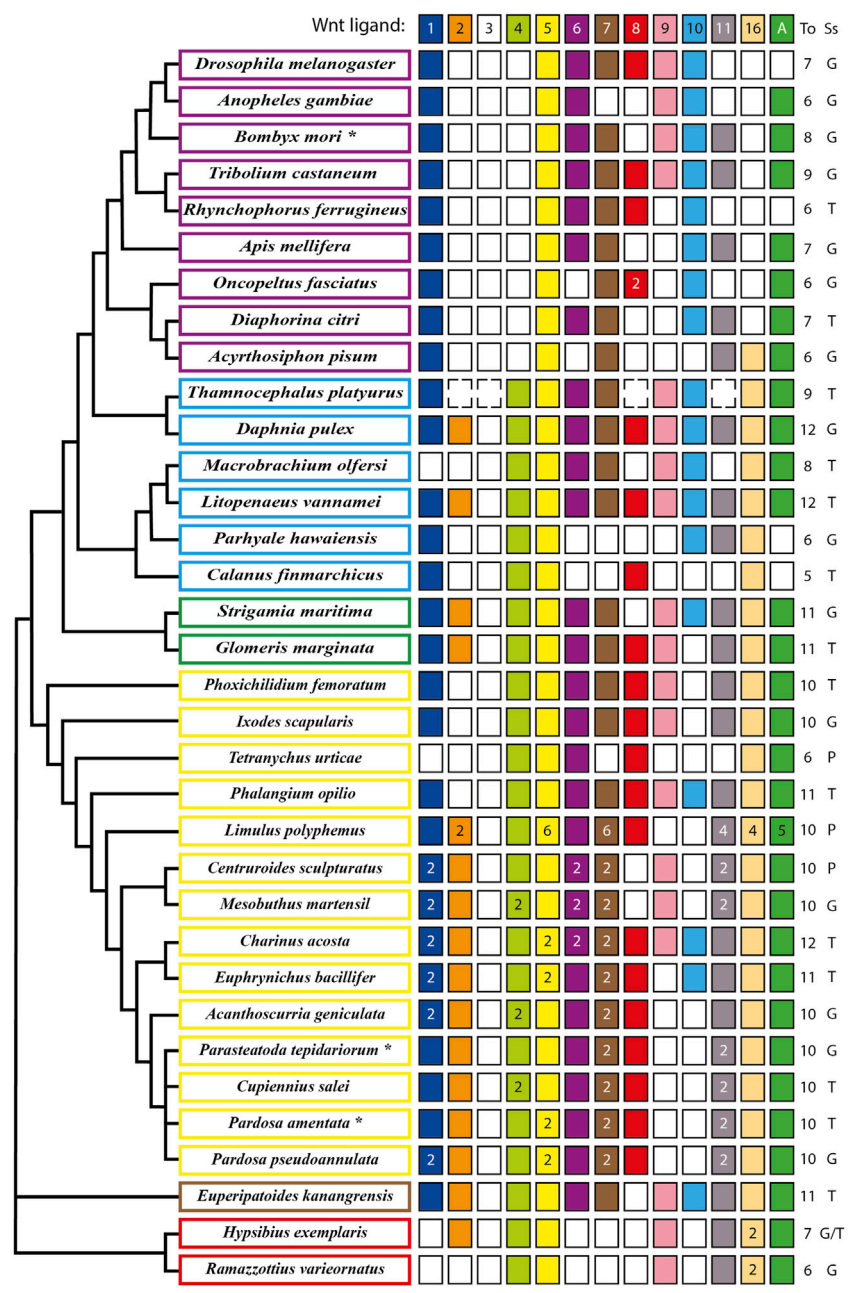 Wnt ligand: 1 2 3 4 5 6 7 8 9 10 11 16 A To Ss
Drosophila melanogaster 7 G
Anopheles gambiae 6 G
Bombyx mori * 8 G
Tribolium castaneum 9 G
Rhynchophorus ferrugineus 6 T
Apis mellifera 7 G
Oncopeltus fasciatus 2 6 G
Diaphorina citri 7 T
Acyrthosiphon pisum 6 G
Thamnocephalus platyurus 9 T
Daphnia pulex 12 G
Macrobrachium olfersi 8 T
Litopenaeus vannamei 12 T
Parhyale hawaiensis 6 G
Calanus finmarchicus 5 T
Strigamia maritima 11 G
Glomeris marginata 11 T
Phoxichilidium femoratum 10 T
Ixodes scapularis 10 G
Tetranychus urticae 6 P
Phalangium opilio 11 T
Limulus polyphemus 2 6 6 4 4 5 10 P
Centruroides sculpturatus 2 2 2 2 10 P
Mesobuthus martensil 2 2 2 2 2 10 G
Charinus acosta 2 2 2 2 12 T
Euphrynichus bacillifer 2 2 2 11 T
Acanthoscurria geniculata 2 2 2 10 G
Parasteatoda tepidariorum * 2 2 10 G
Cupiennius salei 2 2 2 10 T
Pardosa amentata * 2 2 2 10 T
Pardosa pseudoannulata 2 2 2 2 10 G
Euperipatoides kanangrensis 11 T
Hypsibius exemplaris 2 7 G/T
Ramazzottius varieornatus 2 6 G